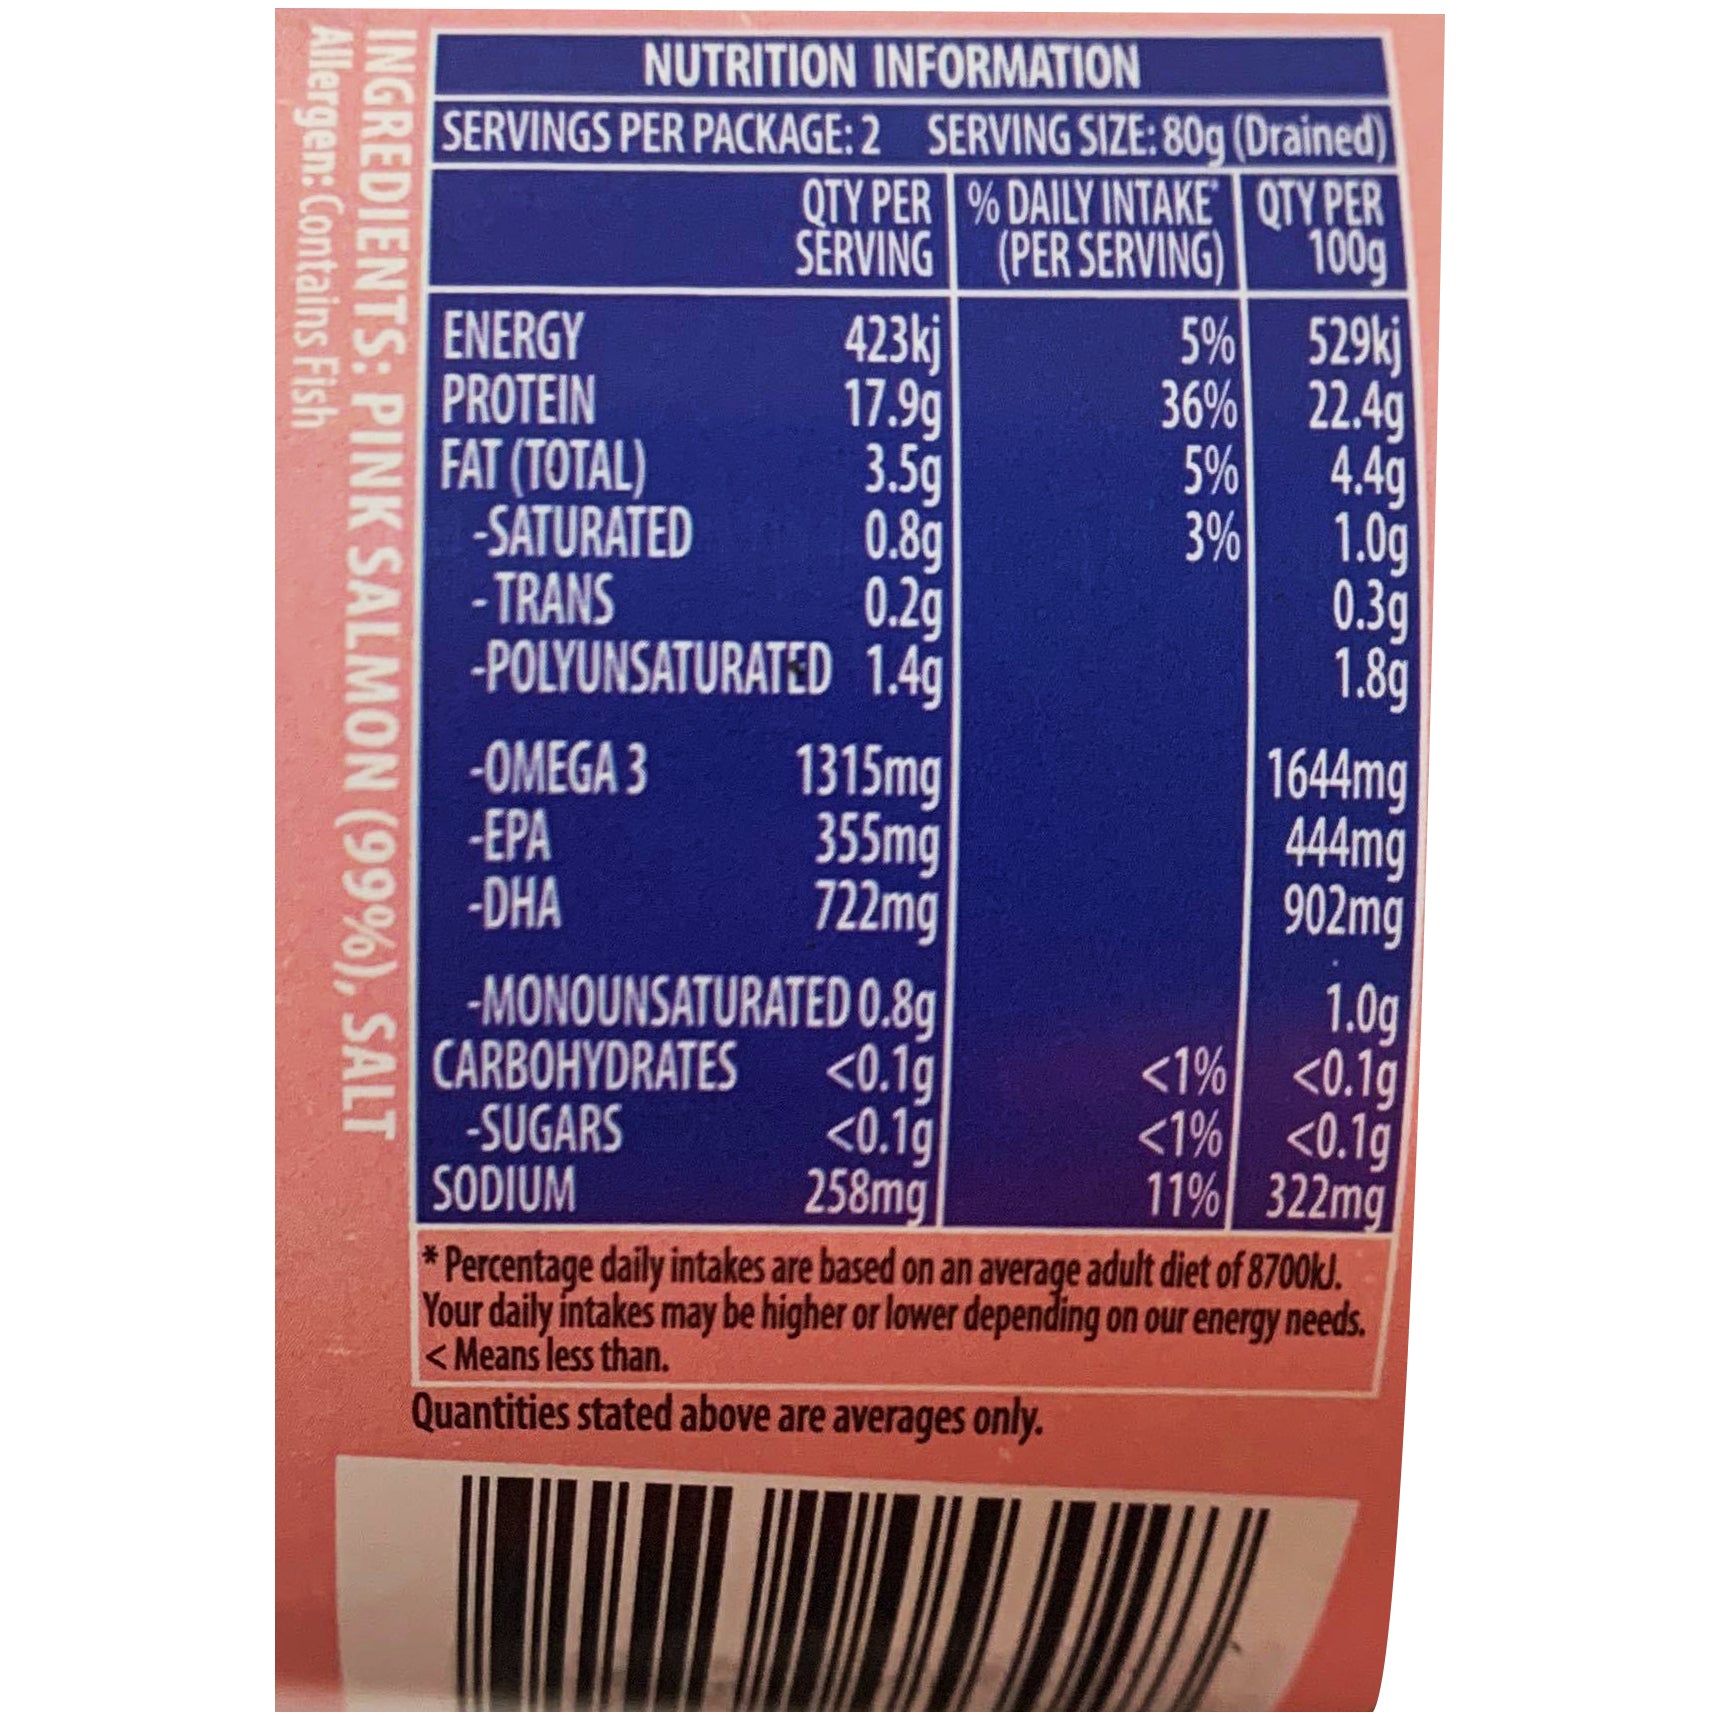 NUTRITION INFORMATION
SERVINGS PER PACKAGE: 2 SERVING SIZE: 80g (Drained)
QTY PER SERVING % DAILY INTAKE* (PER SERVING) QTY PER 100g
ENERGY 423kj 5% 529kj
PROTEIN 17.9g 36% 22.4g
FAT (TOTAL) 3.5g 5% 4.4g
-SATURATED 0.8g 3% 1.0g
- TRANS 0.2g 0.3g
-POLYUNSATURATED 1.4g 1.8g
-OMEGA 3 1315mg 1644mg
-EPA 355mg 444mg
-DHA 722mg 902mg
-MONOUNSATURATED 0.8g 1.0g
CARBOHYDRATES <0.1g <1% <0.1g
-SUGARS <0.1g <1% <0.1g
SODIUM 258mg 11% 322mg
* Percentage daily intakes are based on an average adult diet of 8700kJ.
Your daily intakes may be higher or lower depending on our energy needs.
< Means less than.
Quantities stated above are averages only.
INGREDIENTS: PINK SALMON (99%), SALT
Allergen: Contains Fish